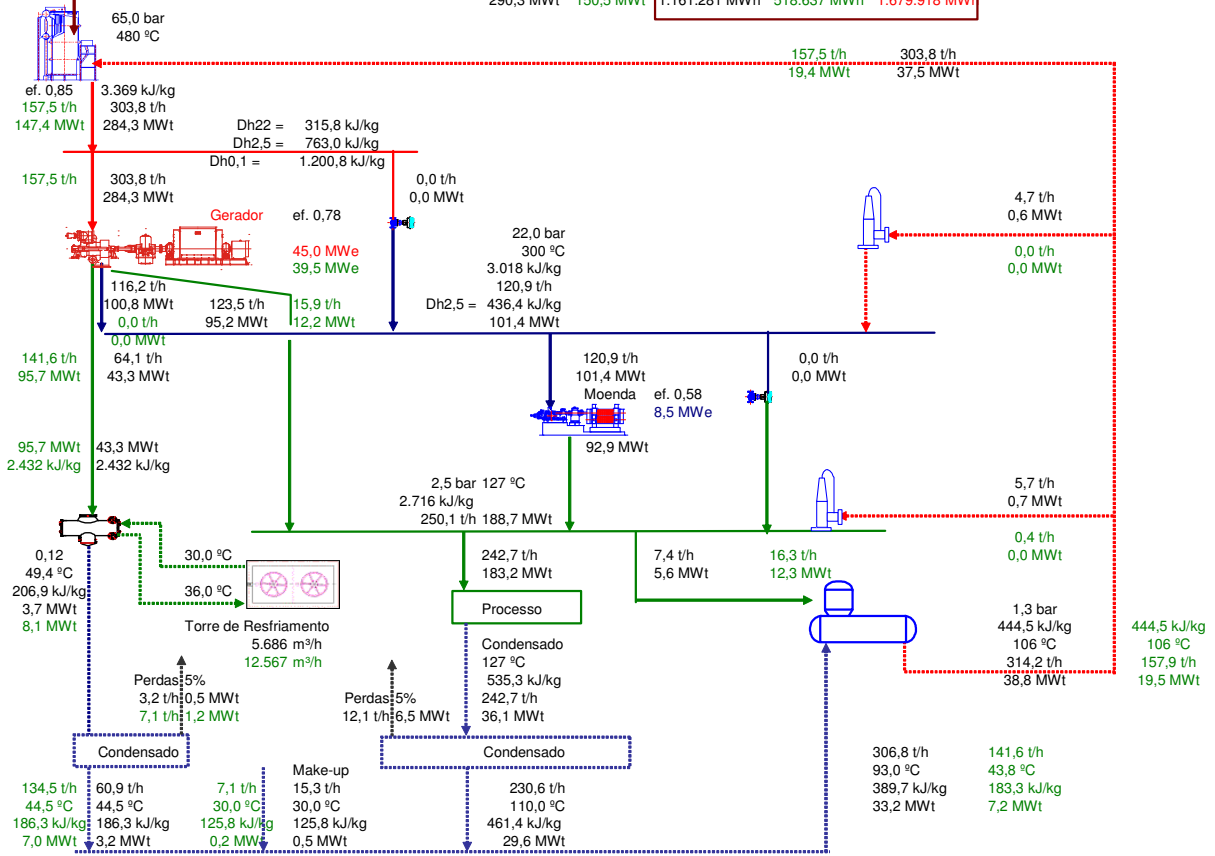 290,3 MWt 150,5 MWt 1.161.281 MWh 518.637 MWh 1.679.918 MWh
65,0 bar
480 ºC
157,5 t/h 303,8 t/h
19,4 MWt 37,5 MWt
ef. 0,85 3.369 kJ/kg
157,5 t/h 303,8 t/h
147,4 MWt 284,3 MWt
Dh22 = 315,8 kJ/kg
Dh2,5 = 763,0 kJ/kg
Dh0,1 = 1.200,8 kJ/kg
157,5 t/h 303,8 t/h
284,3 MWt
0,0 t/h
0,0 MWt
4,7 t/h
0,6 MWt
0,0 t/h
0,0 MWt
Gerador ef. 0,78
45,0 MWe
39,5 MWe
22,0 bar
300 ºC
3.018 kJ/kg
120,9 t/h
Dh2,5 = 436,4 kJ/kg
101,4 MWt
116,2 t/h
100,8 MWt
0,0 t/h
0,0 MWt
123,5 t/h 15,9 t/h
95,2 MWt 12,2 MWt
141,6 t/h 64,1 t/h
95,7 MWt 43,3 MWt
120,9 t/h
101,4 MWt
Moenda ef. 0,58
8,5 MWe
92,9 MWt
0,0 t/h
0,0 MWt
95,7 MWt 43,3 MWt
2.432 kJ/kg 2.432 kJ/kg
2,5 bar 127 ºC
2.716 kJ/kg
250,1 t/h 188,7 MWt
5,7 t/h
0,7 MWt
0,4 t/h
0,0 MWt
0,12
49,4 ºC
206,9 kJ/kg
3,7 MWt
8,1 MWt
30,0 ºC
36,0 ºC
Torre de Resfriamento
5.686 m³/h
12.567 m³/h
242,7 t/h
183,2 MWt
Processo
7,4 t/h 16,3 t/h
5,6 MWt 12,3 MWt
1,3 bar
444,5 kJ/kg 444,5 kJ/kg
106 ºC 106 ºC
314,2 t/h 157,9 t/h
38,8 MWt 19,5 MWt
Condensado
127 ºC
535,3 kJ/kg
242,7 t/h
36,1 MWt
Perdas 5%
3,2 t/h 0,5 MWt
7,1 t/h 1,2 MWt
Perdas 5%
12,1 t/h 6,5 MWt
Condensado
Condensado
306,8 t/h 141,6 t/h
93,0 ºC 43,8 ºC
389,7 kJ/kg 183,3 kJ/kg
33,2 MWt 7,2 MWt
134,5 t/h 60,9 t/h
44,5 ºC 44,5 ºC
186,3 kJ/kg 186,3 kJ/kg
7,0 MWt 3,2 MWt
Make-up
7,1 t/h 15,3 t/h
30,0 ºC 30,0 ºC
125,8 kJ/kg 125,8 kJ/kg
0,2 MWt 0,5 MWt
230,6 t/h
110,0 ºC
461,4 kJ/kg
29,6 MWt